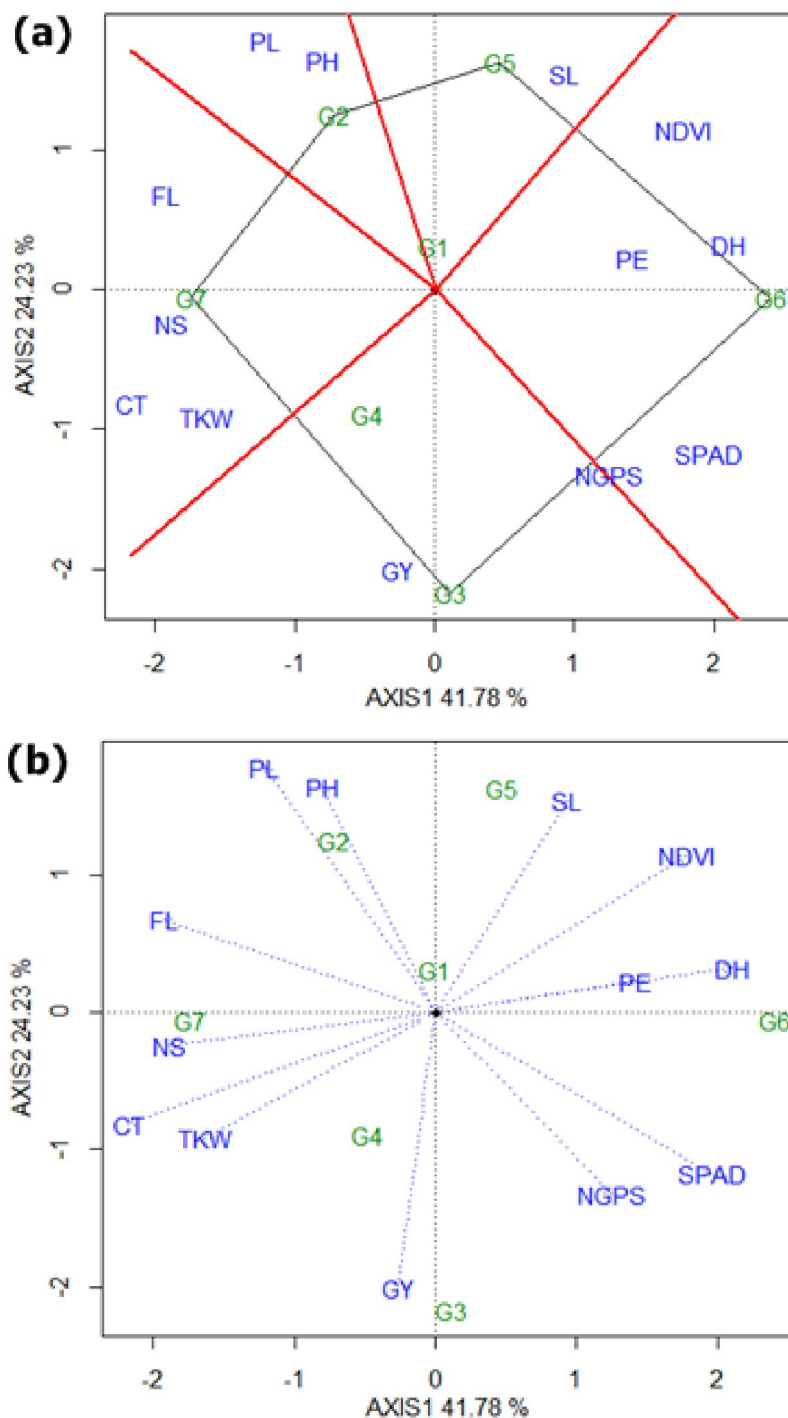 (a)
PL
PH
G5
SL
G2
NDVI
1
FL
G1
DH
PE
0
G7
G6
NS
CT
TKW
G4
-1
SPAD
NGPS
GY
G3
-2
AXIS2 24.23 %
-2 -1 0 1 2
AXIS1 41.78 %
(b)
PL
PH
G5
SL
G2
NDVI
1
FL
G1
DH
PE
0
G7
G6
NS
CT
TKW
G4
-1
SPAD
NGPS
GY
G3
-2
AXIS2 24.23 %
-2 -1 0 1 2
AXIS1 41.78 %